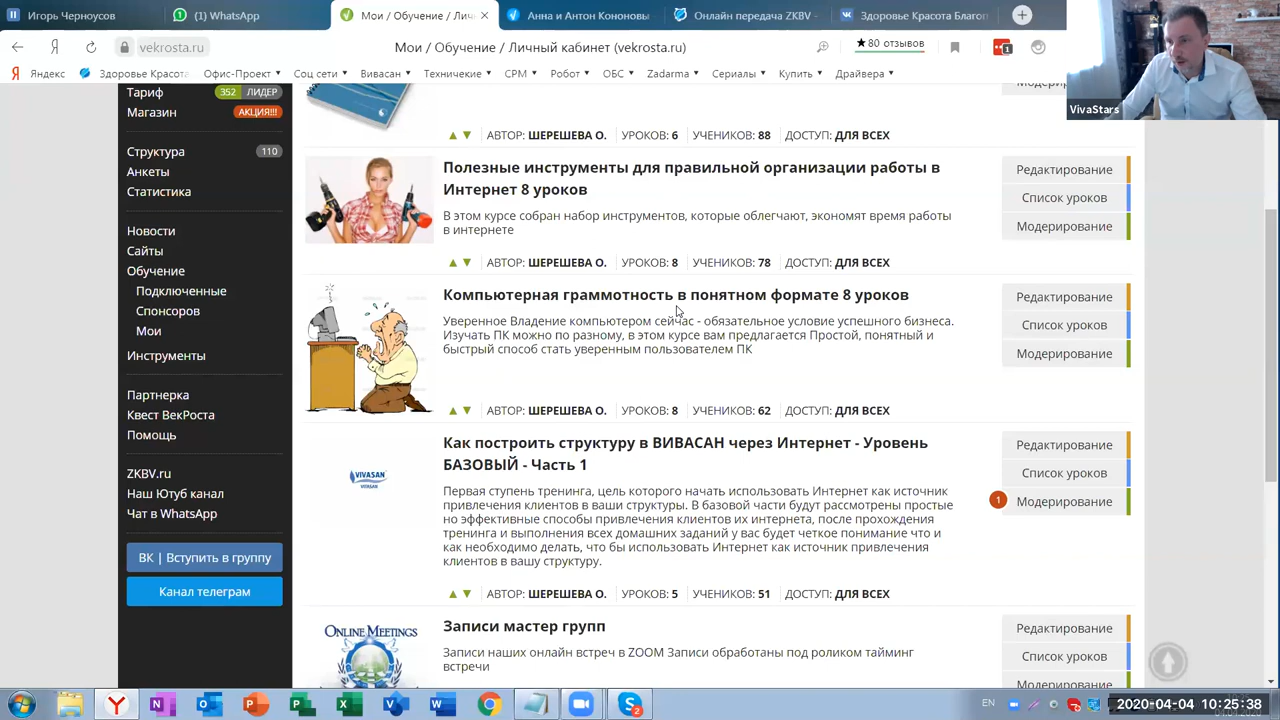 Игорь Черноусов
(1) WhatsApp
Мои / Обучение / Личн
Анна и Антон Кононовы
Онлайн передача ZKBV -
Здоровье Красота Благоп
vekrosta.ru
Мои / Обучение / Личный кабинет (vekrosta.ru)
★ 80 отзывов
1
Яндекс
Здоровье Красота
Офис-Проект
Соц сети
Вивасан
Техничекие
СРМ
Робот
ОБС
Zadarma
Сериалы
Купить
Драйвера
VivaStars
Тариф
352 ЛИДЕР
Магазин
АКЦИЯ!!!
Структура
110
Анкеты
Статистика
Новости
Сайты
Обучение
Подключенные
Спонсоров
Мои
Инструменты
Партнерка
Квест ВекРоста
Помощь
ZKBV.ru
Наш Ютуб канал
Чат в WhatsApp
ВК | Вступить в группу
Канал телеграм
АВТОР: ШЕРЕШЕВА О. УРОКОВ: 6 УЧЕНИКОВ: 88 ДОСТУП: ДЛЯ ВСЕХ
Полезные инструменты для правильной организации работы в
Интернет 8 уроков
В этом курсе собран набор инструментов, которые облегчают, экономят время работы
в интернете
АВТОР: ШЕРЕШЕВА О. УРОКОВ: 8 УЧЕНИКОВ: 78 ДОСТУП: ДЛЯ ВСЕХ
Редактирование
Список уроков
Модерирование
Компьютерная граммотность в понятном формате 8 уроков
Уверенное Владение компьютером сейчас - обязательное условие успешного бизнеса.
Изучать ПК можно по разному, в этом курсе вам предлагается Простой, понятный и
быстрый способ стать уверенным пользователем ПК
АВТОР: ШЕРЕШЕВА О. УРОКОВ: 8 УЧЕНИКОВ: 62 ДОСТУП: ДЛЯ ВСЕХ
Редактирование
Список уроков
Модерирование
VIVASAN
VITASAN
Как построить структуру в ВИВАСАН через Интернет - Уровень
БАЗОВЫЙ - Часть 1
Первая ступень тренинга, цель которого начать использовать Интернет как источник
привлечения клиентов в ваши структуры. В базовой части будут рассмотрены простые
но эффективные способы привлечения клиентов их интернета, после прохождения
тренинга и выполнения всех домашних заданий у вас будет четкое понимание что и
как необходимо делать, что бы использовать Интернет как источник привлечения
клиентов в вашу структуру.
АВТОР: ШЕРЕШЕВА О. УРОКОВ: 5 УЧЕНИКОВ: 51 ДОСТУП: ДЛЯ ВСЕХ
Редактирование
Список уроков
1 Модерирование
ONLINE MEETINGS
Записи мастер групп
Записи наших онлайн встреч в ZOOM Записи обработаны под роликом тайминг
встречи
Редактирование
Список уроков
Модерирование
EN
2020-04-04 10:25:38